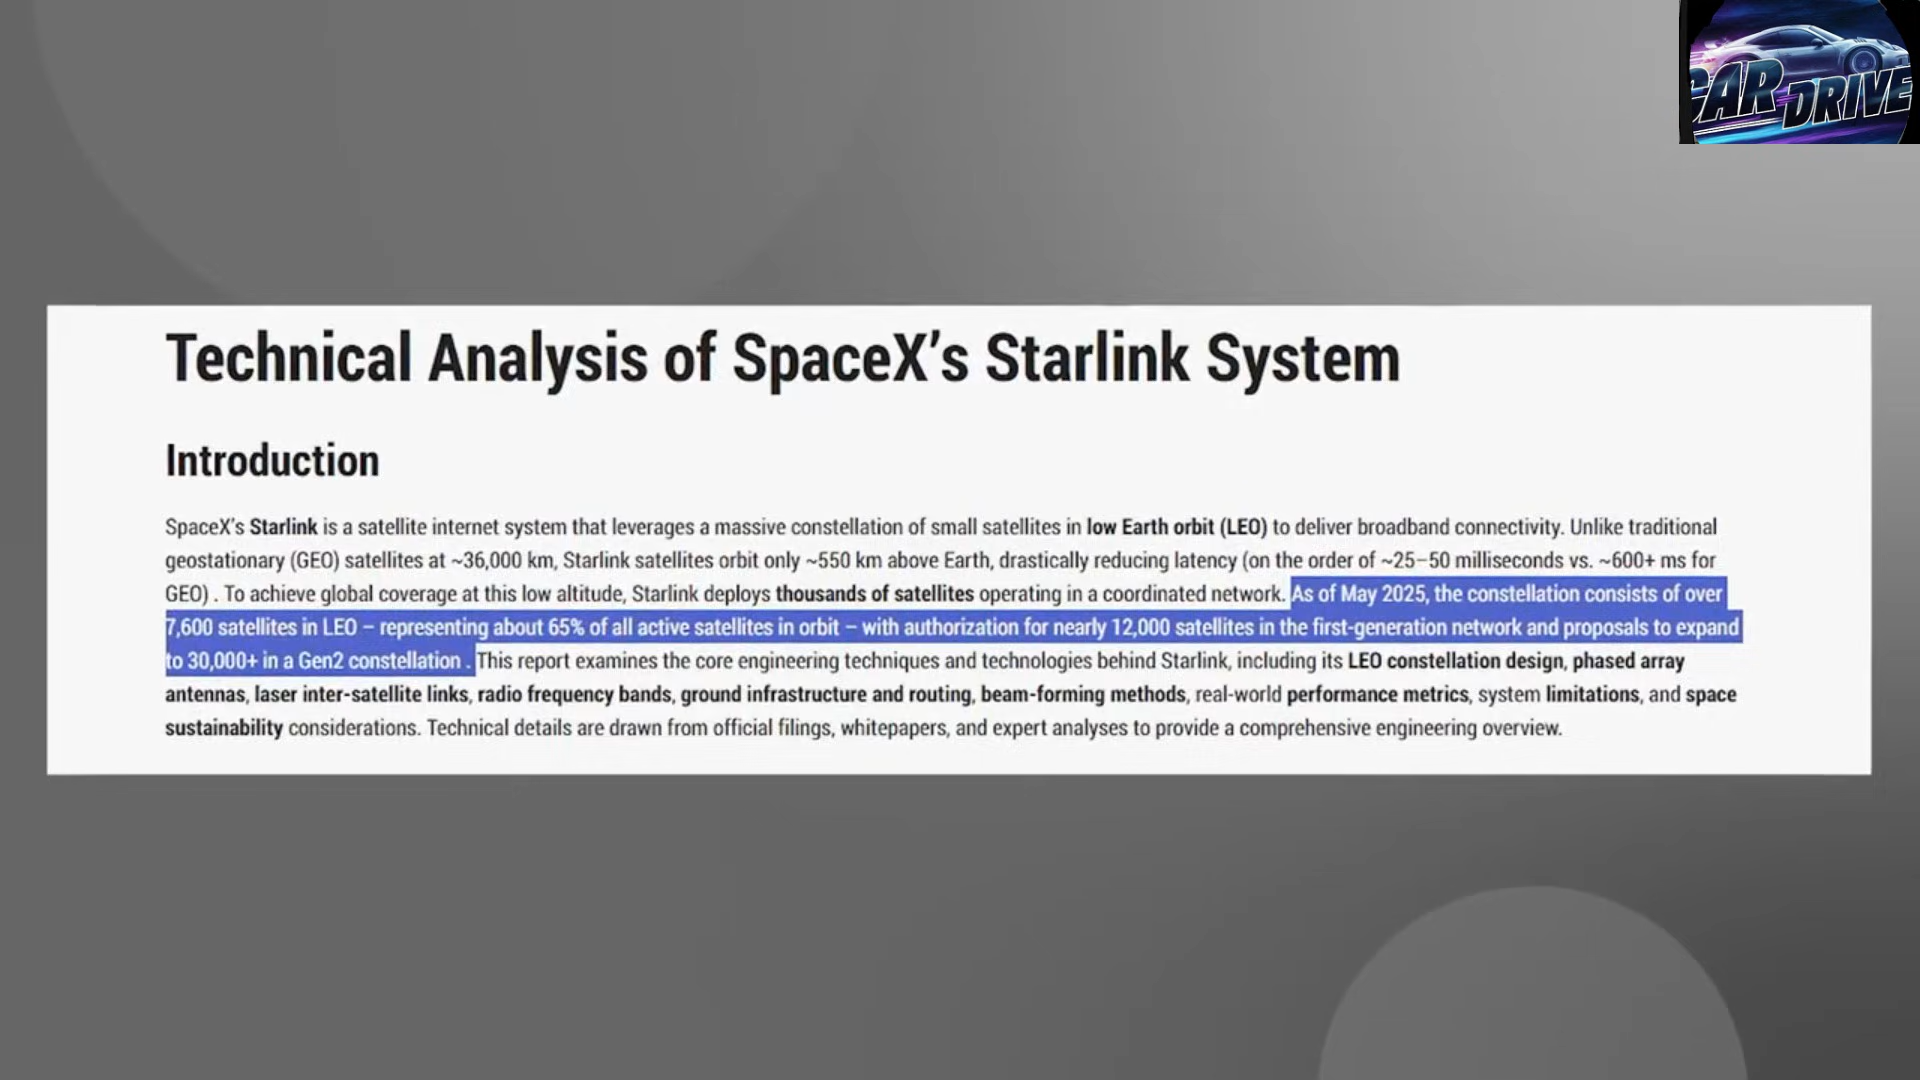 CAR DRIVE
Technical Analysis of SpaceX’s Starlink System
Introduction
SpaceX’s Starlink is a satellite internet system that leverages a massive constellation of small satellites in low Earth orbit (LEO) to deliver broadband connectivity. Unlike traditional
geostationary (GEO) satellites at ~36,000 km, Starlink satellites orbit only ~550 km above Earth, drastically reducing latency (on the order of ~25–50 milliseconds vs. ~600+ ms for
GEO) . To achieve global coverage at this low altitude, Starlink deploys thousands of satellites operating in a coordinated network. As of May 2025, the constellation consists of over
7,600 satellites in LEO – representing about 65% of all active satellites in orbit – with authorization for nearly 12,000 satellites in the first-generation network and proposals to expand
to 30,000+ in a Gen2 constellation . This report examines the core engineering techniques and technologies behind Starlink, including its LEO constellation design, phased array
antennas, laser inter-satellite links, radio frequency bands, ground infrastructure and routing, beam-forming methods, real-world performance metrics, system limitations, and space
sustainability considerations. Technical details are drawn from official filings, whitepapers, and expert analyses to provide a comprehensive engineering overview.